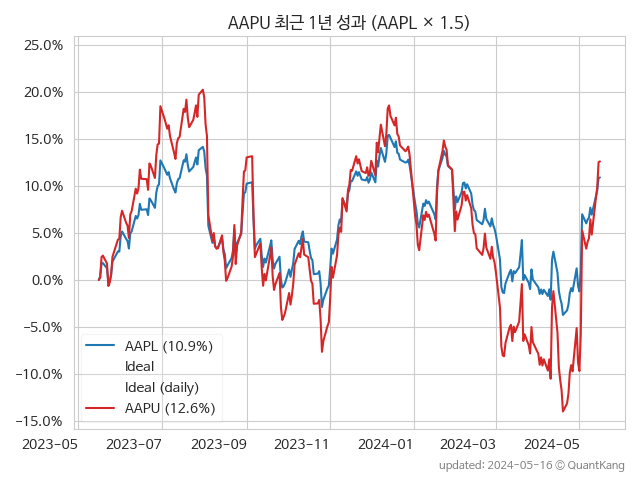 AAPU 최근 1년 성과 (AAPL × 1.5)
25.0%
20.0%
15.0%
10.0%
5.0%
0.0%
−5.0%
−10.0%
−15.0%
AAPL (10.9%)
Ideal
Ideal (daily)
AAPU (12.6%)
2023−05 2023−07 2023−09 2023−11 2024−01 2024−03 2024−05
updated: 2024-05-16 © QuantKang